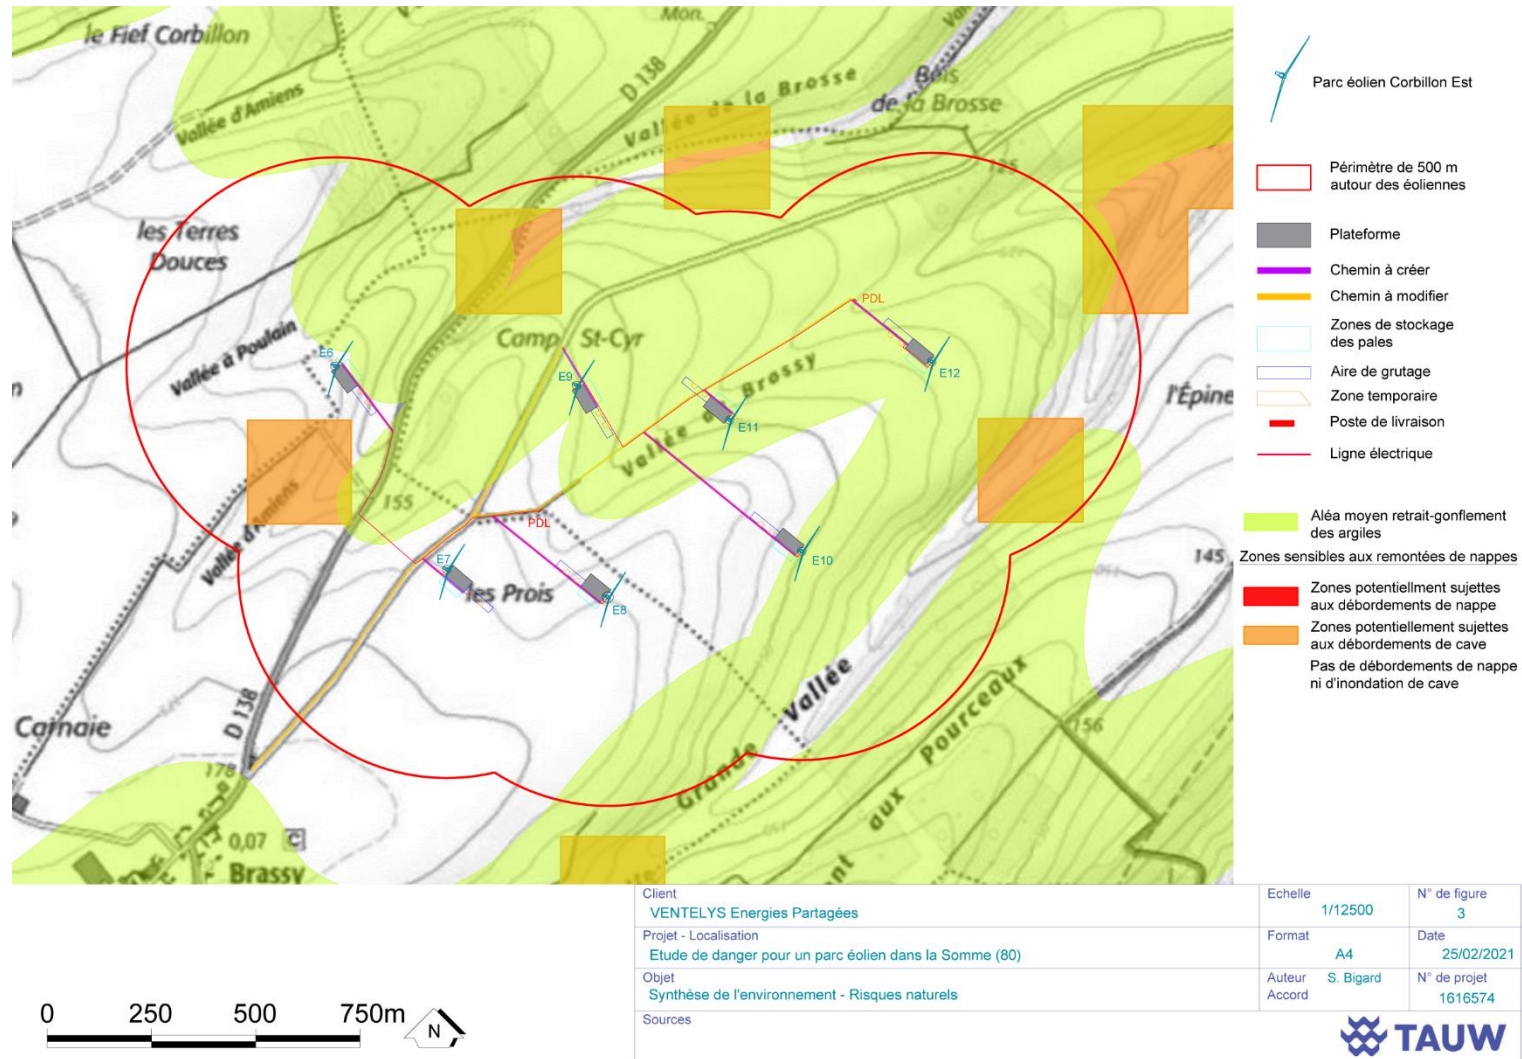 le Fief Corbillon
Mon.
Vallée d'Amiens
D 138
Vallée de la Brosse
Bois
de la Brosse
125
les Terres
Douces
Vallée à Poulain
Camp St-Cyr
PDL
E6
E9
E12
Vallée de Brassy
E11
l'Épine
155
Vallée d'Amiens
PDL
E10
145
E7
les Prois
E8
Vallée
Grande
aux Pourceaux
156
Carnaie
D 138
178
0,07
C
Brassy
Parc éolien Corbillon Est
Périmètre de 500 m
autour des éoliennes
Plateforme
Chemin à créer
Chemin à modifier
Zones de stockage
des pales
Aire de grutage
Zone temporaire
Poste de livraison
Ligne électrique
Aléa moyen retrait-gonflement
des argiles
Zones sensibles aux remontées de nappes
Zones potentiellment sujettes
aux débordements de nappe
Zones potentiellement sujettes
aux débordements de cave
Pas de débordements de nappe
ni d'inondation de cave
Client
VENTELYS Energies Partagées
Echelle
1/12500
N° de figure
3
Projet - Localisation
Etude de danger pour un parc éolien dans la Somme (80)
Format
A4
Date
25/02/2021
Objet
Synthèse de l'environnement - Risques naturels
Auteur S. Bigard
Accord
N° de projet
1616574
Sources
TAUW
0 250 500 750m
N